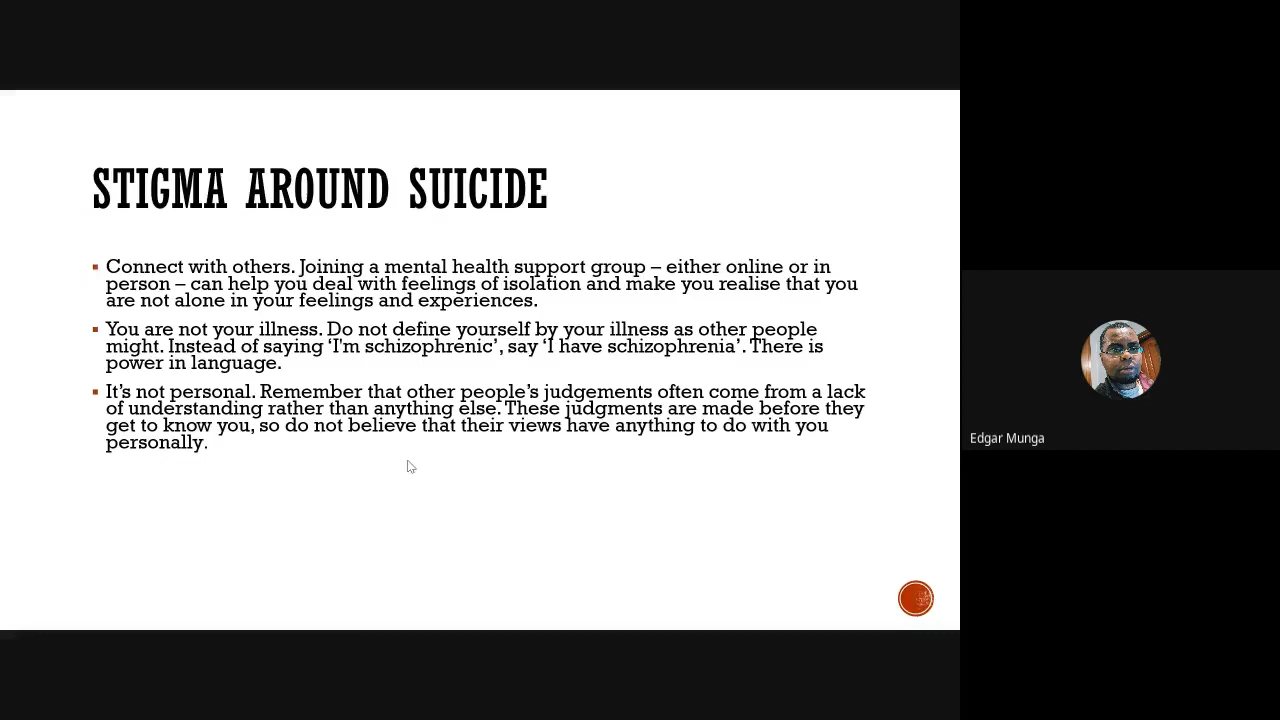 STIGMA AROUND SUICIDE
▪ Connect with others. Joining a mental health support group – either online or in
person – can help you deal with feelings of isolation and make you realise that you
are not alone in your feelings and experiences.
▪ You are not your illness. Do not define yourself by your illness as other people
might. Instead of saying ‘I'm schizophrenic’, say ‘I have schizophrenia’. There is
power in language.
▪ It’s not personal. Remember that other people’s judgements often come from a lack
of understanding rather than anything else. These judgments are made before they
get to know you, so do not believe that their views have anything to do with you
personally.
Edgar Munga